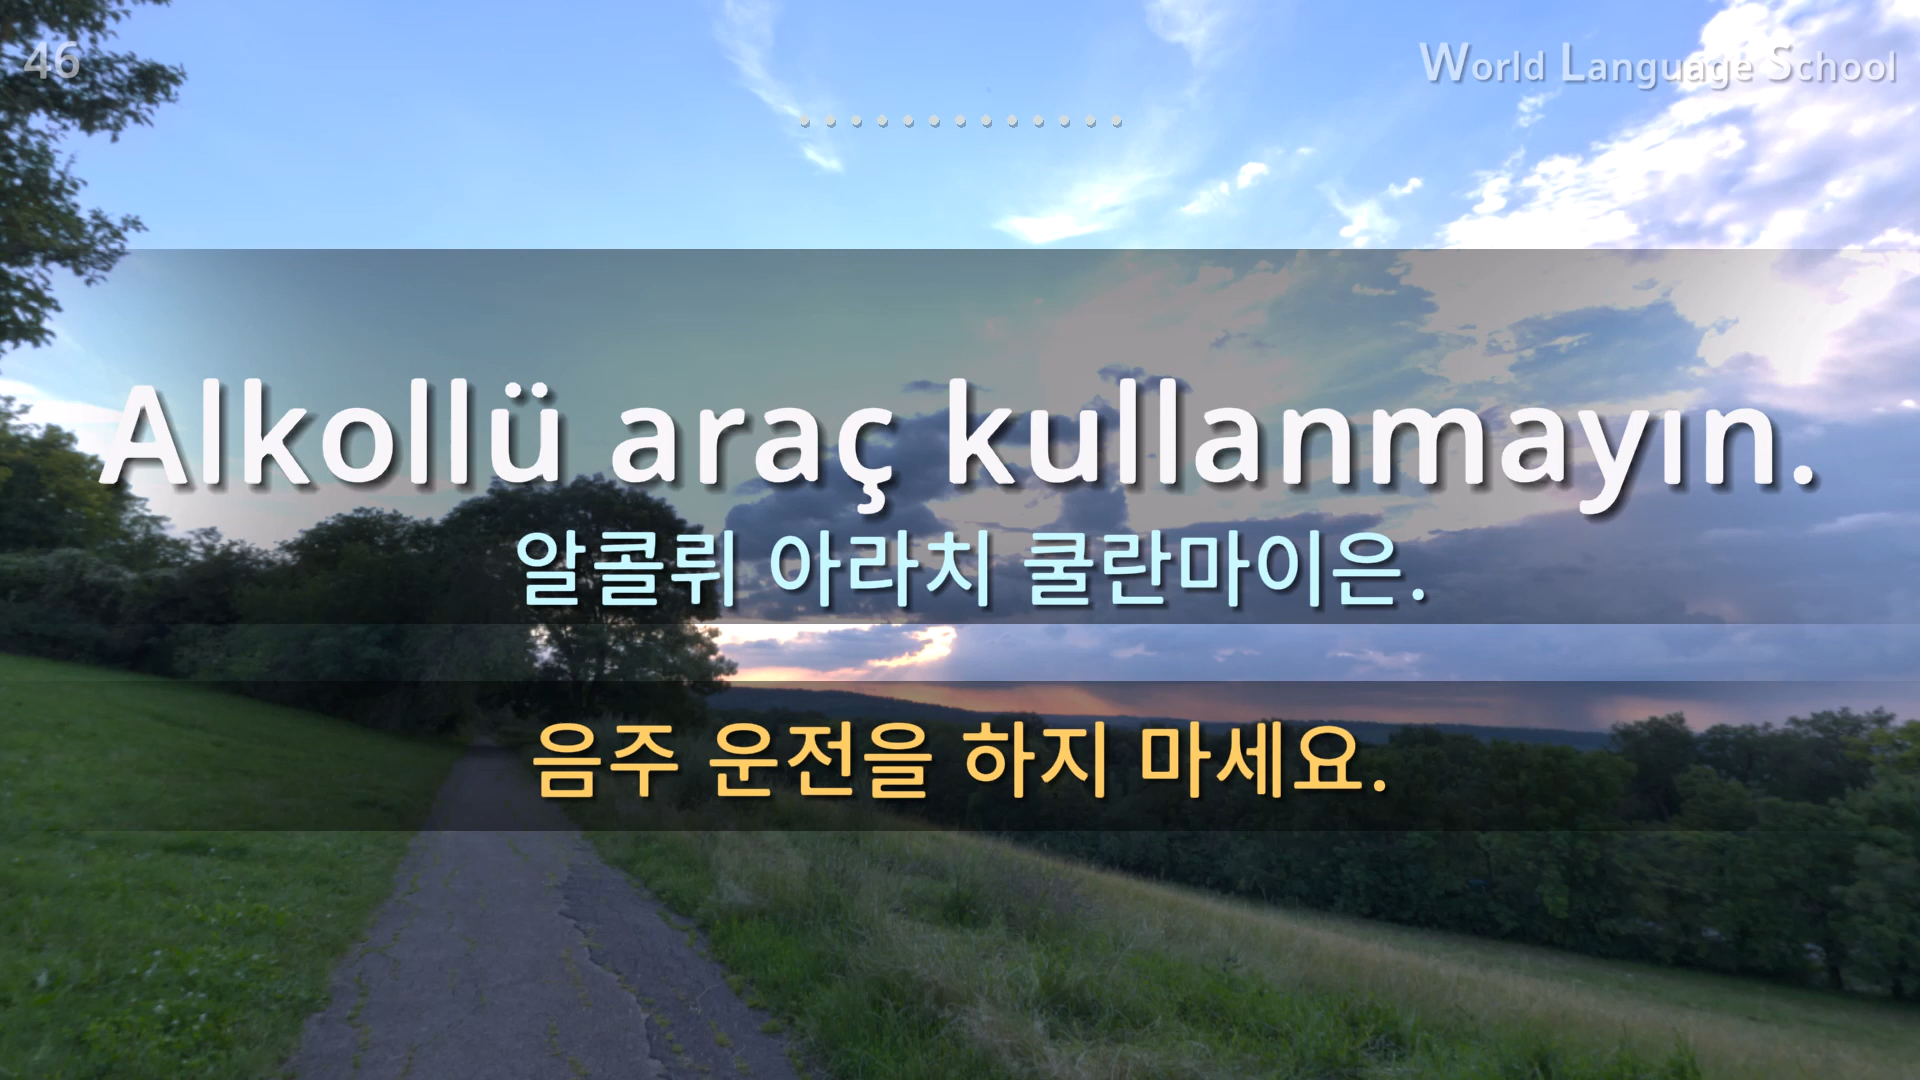 46
World Language School
.............
Alkollü araç kullanmayın.
알콜뤼 아라치 쿨란마이은.
음주 운전을 하지 마세요.